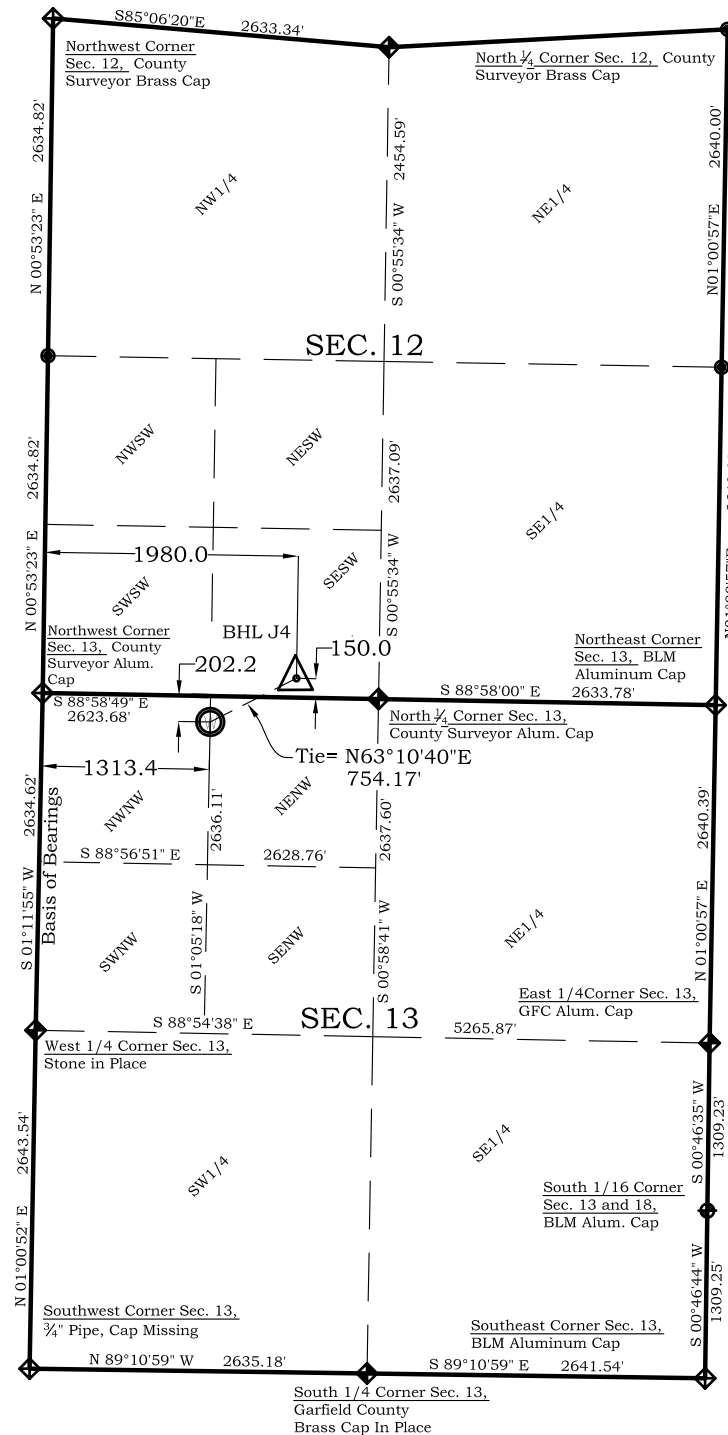 S85°06'20"E 2633.34'
Northwest Corner
Sec. 12, County
Surveyor Brass Cap
North 1/4 Corner Sec. 12, County
Surveyor Brass Cap
2634.82'
N 00°53'23" E
2454.59'
S 00°55'34" W
2640.00'
N01°00'57"E
NW1/4
NE1/4
SEC. 12
NWSW
NESW
2634.82'
N 00°53'23" E
2637.09'
S 00°55'34" W
SE1/4
1980.0
SWSW
SESW
Northwest Corner
Sec. 13, County
Surveyor Alum.
Cap
BHL J4
150.0
202.2
Northeast Corner
Sec. 13, BLM
Aluminum Cap
S 88°58'49" E
2623.68'
S 88°58'00" E 2633.78'
North 1/4 Corner Sec. 13,
County Surveyor Alum. Cap
Tie= N63°10'40"E
754.17'
1313.4
NWNW
NENW
2634.62'
S 01°11'55" W
Basis of Bearings
2636.11'
S 01°05'18" W
2637.60'
S 00°58'41" W
2640.39'
N 01°00'57" E
S 88°56'51" E 2628.76'
SWNW
SENW
NE1/4
East 1/4Corner Sec. 13,
GFC Alum. Cap
S 88°54'38" E
SEC. 13
5265.87'
West 1/4 Corner Sec. 13,
Stone in Place
2643.54'
N 01°00'52" E
S 00°46'35" W
1309.23'
SW1/4
SE1/4
South 1/16 Corner
Sec. 13 and 18,
BLM Alum. Cap
S 00°46'44" W
1309.25'
Southwest Corner Sec. 13,
¾" Pipe, Cap Missing
Southeast Corner Sec. 13,
BLM Aluminum Cap
N 89°10'59" W 2635.18'
S 89°10'59" E 2641.54'
South 1/4 Corner Sec. 13,
Garfield County
Brass Cap In Place